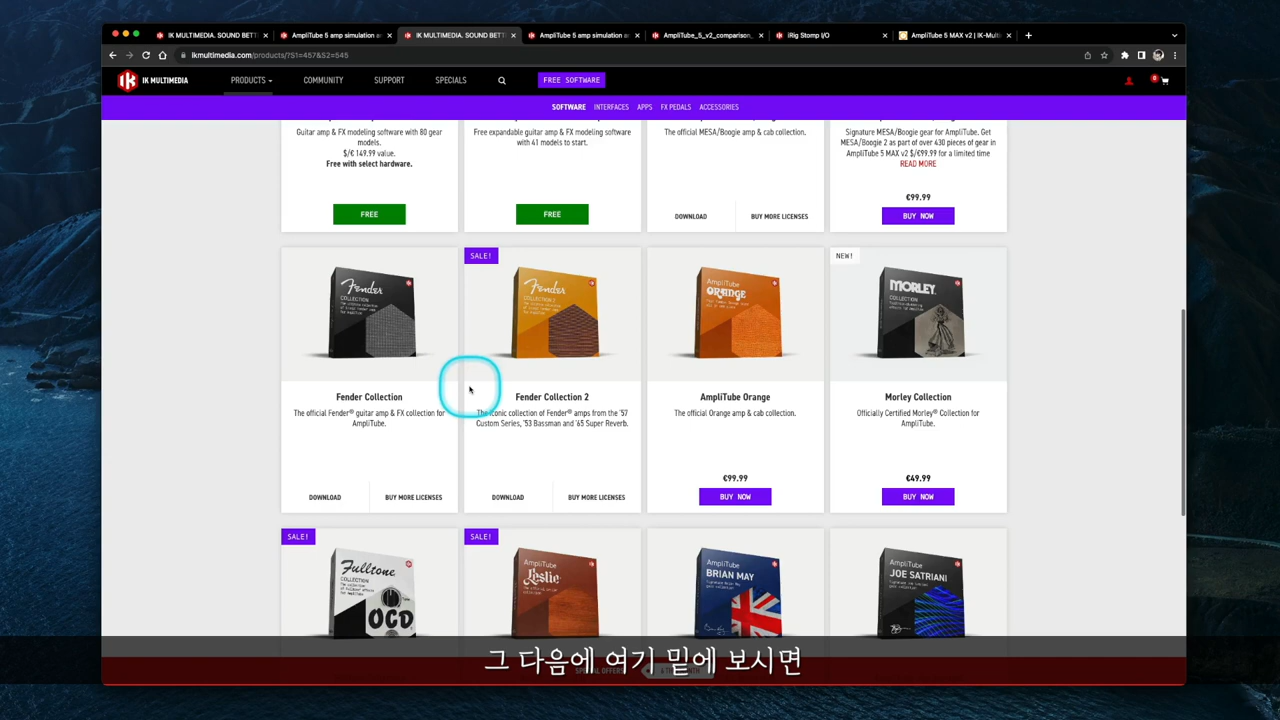 IK MULTIMEDIA. SOUND BETT
AmpliTube 5 amp simulation an
IK MULTIMEDIA. SOUND BETT
AmpliTube 5 amp simulation an
AmpliTube_5_v2_comparison_
iRig Stomp I/O
AmpliTube 5 MAX v2 | IK-Multi
ikmultimedia.com/products/?S1=457&S2=545
IK MULTIMEDIA
PRODUCTS
COMMUNITY
SUPPORT
SPECIALS
FREE SOFTWARE
0
SOFTWARE
INTERFACES
APPS
FX PEDALS
ACCESSORIES
Guitar amp & FX modeling software with 80 gear
models.
$/€ 149.99 value.
Free with select hardware.
FREE
Free expandable guitar amp & FX modeling software
with 41 models to start.
FREE
The official MESA/Boogie amp & cab collection.
DOWNLOAD
BUY MORE LICENSES
Signature MESA/Boogie gear for AmpliTube. Get
MESA/Boogie 2 as part of over 430 pieces of gear in
AmpliTube 5 MAX v2 $/€99.99 for a limited time
READ MORE
€99.99
BUY NOW
Fender
COLLECTION
Fender Collection
The official Fender® guitar amp & FX collection for
AmpliTube.
DOWNLOAD
BUY MORE LICENSES
SALE!
Fender
COLLECTION 2
Fender Collection 2
The iconic collection of Fender® amps from the '57
Custom Series, '53 Bassman and '65 Super Reverb.
DOWNLOAD
BUY MORE LICENSES
AmpliTube
ORANGE
AmpliTube Orange
The official Orange amp & cab collection.
€99.99
BUY NOW
NEW!
MORLEY
COLLECTION
Morley Collection
Officially Certified Morley® Collection for
AmpliTube.
€49.99
BUY NOW
SALE!
Fulltone
COLLECTION
OCD
SALE!
AmpliTube
Leslie
AmpliTube
BRIAN MAY
AmpliTube
JOE SATRIANI
그 다음에 여기 밑에 보시면